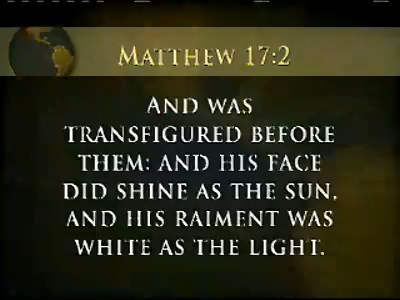 MATTHEW 17:2
AND WAS
TRANSFIGURED BEFORE
THEM: AND HIS FACE
DID SHINE AS THE SUN,
AND HIS RAIMENT WAS
WHITE AS THE LIGHT.